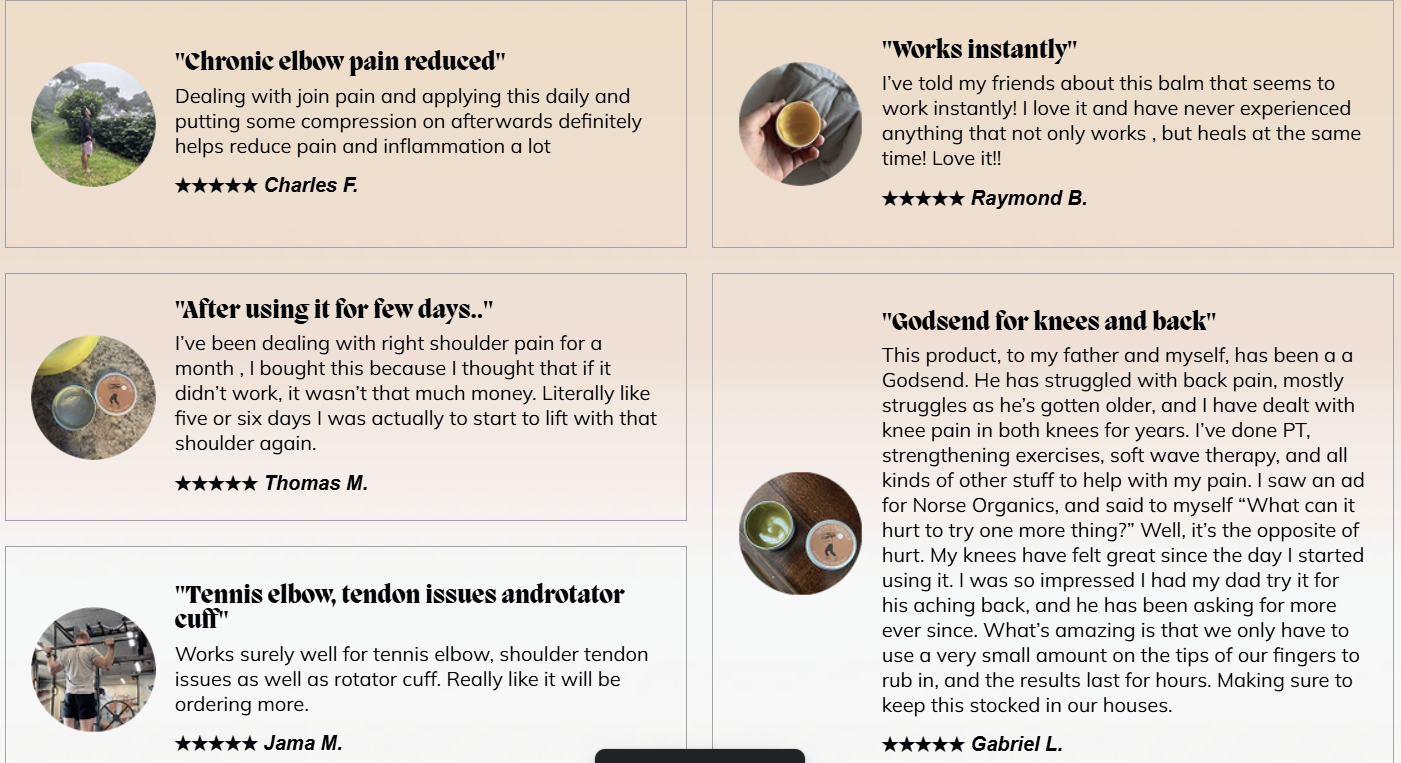 "Chronic elbow pain reduced"
Dealing with join pain and applying this daily and
putting some compression on afterwards definitely
helps reduce pain and inflammation a lot
★★★★★ Charles F.
"Works instantly"
I've told my friends about this balm that seems to
work instantly! I love it and have never experienced
anything that not only works , but heals at the same
time! Love it!!
★★★★★ Raymond B.
"After using it for few days.."
I've been dealing with right shoulder pain for a
month , I bought this because I thought that if it
didn't work, it wasn't that much money. Literally like
five or six days I was actually to start to lift with that
shoulder again.
★★★★★ Thomas M.
"Godsend for knees and back"
This product, to my father and myself, has been a a
Godsend. He has struggled with back pain, mostly
struggles as he's gotten older, and I have dealt with
knee pain in both knees for years. I've done PT,
strengthening exercises, soft wave therapy, and all
kinds of other stuff to help with my pain. I saw an ad
for Norse Organics, and said to myself “What can it
hurt to try one more thing?” Well, it's the opposite of
hurt. My knees have felt great since the day I started
using it. I was so impressed I had my dad try it for
his aching back, and he has been asking for more
ever since. What's amazing is that we only have to
use a very small amount on the tips of our fingers to
rub in, and the results last for hours. Making sure to
keep this stocked in our houses.
★★★★★ Gabriel L.
"Tennis elbow, tendon issues androtator
cuff"
Works surely well for tennis elbow, shoulder tendon
issues as well as rotator cuff. Really like it will be
ordering more.
★★★★★ Jama M.